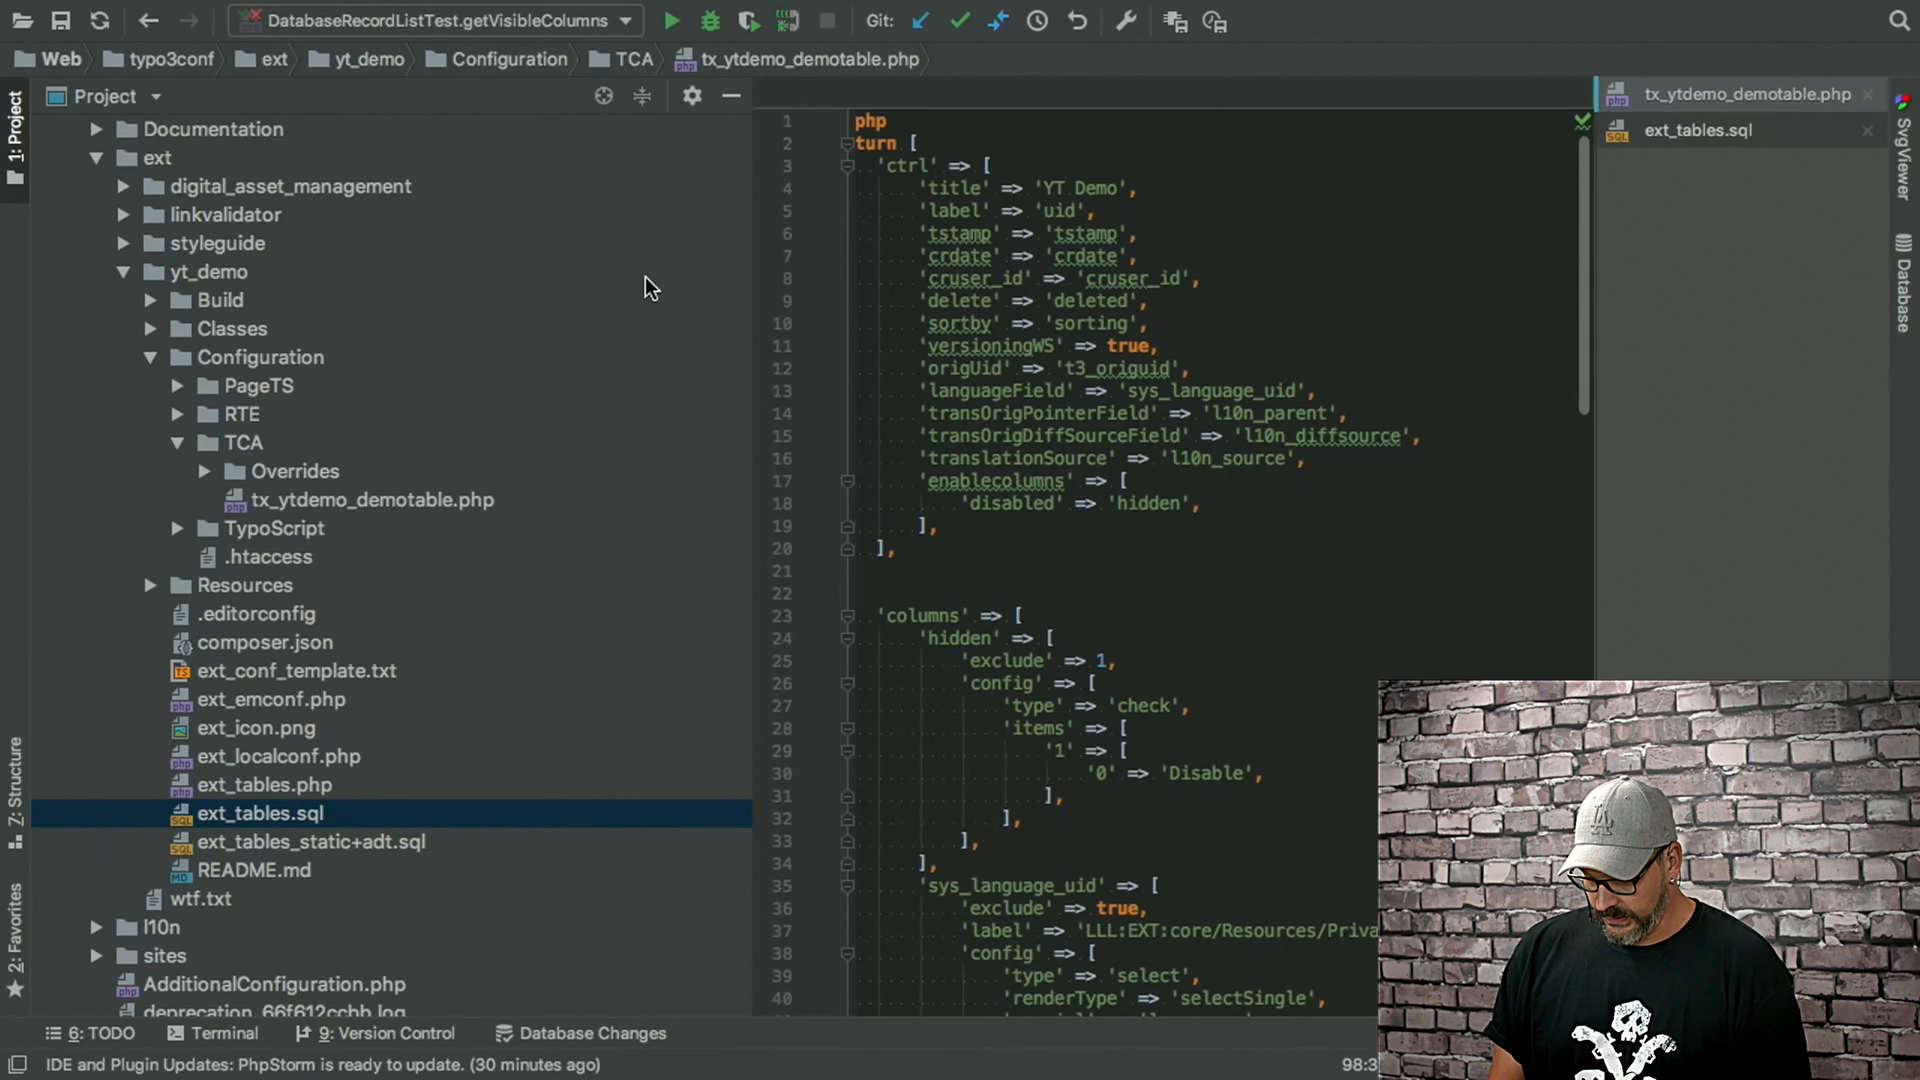 DatabaseRecordListTest.getVisibleColumns
Git:
Web
typo3conf
ext
yt_demo
Configuration
TCA
tx_ytdemo_demotable.php
1: Project
Z: Structure
2: Favorites
Project
Documentation
ext
digital_asset_management
linkvalidator
styleguide
yt_demo
Build
Classes
Configuration
PageTS
RTE
TCA
Overrides
tx_ytdemo_demotable.php
TypoScript
.htaccess
Resources
.editorconfig
composer.json
ext_conf_template.txt
ext_emconf.php
ext_icon.png
ext_localconf.php
ext_tables.php
ext_tables.sql
ext_tables_static+adt.sql
README.md
wtf.txt
l10n
sites
AdditionalConfiguration.php
deprecation_66f612ccbb.log
1 php
2 turn [
3 'ctrl' => [
4 'title' => 'YT Demo',
5 'label' => 'uid',
6 'tstamp' => 'tstamp',
7 'crdate' => 'crdate',
8 'cruser_id' => 'cruser_id',
9 'delete' => 'deleted',
10 'sortby' => 'sorting',
11 'versioningWS' => true,
12 'origUid' => 't3_origuid',
13 'languageField' => 'sys_language_uid',
14 'transOrigPointerField' => 'l10n_parent',
15 'transOrigDiffSourceField' => 'l10n_diffsource',
16 'translationSource' => 'l10n_source',
17 'enablecolumns' => [
18 'disabled' => 'hidden',
19 ],
20 ],
21
22
23 'columns' => [
24 'hidden' => [
25 'exclude' => 1,
26 'config' => [
27 'type' => 'check',
28 'items' => [
29 '1' => [
30 '0' => 'Disable',
31 ],
32 ],
33 ],
34 ],
35 'sys_language_uid' => [
36 'exclude' => true,
37 'label' => 'LLL:EXT:core/Resources/Priva
38 'config' => [
39 'type' => 'select',
40 'renderType' => 'selectSingle',
tx_ytdemo_demotable.php
ext_tables.sql
SvgViewer
Database
6: TODO
Terminal
9: Version Control
Database Changes
IDE and Plugin Updates: PhpStorm is ready to update. (30 minutes ago)
98:3